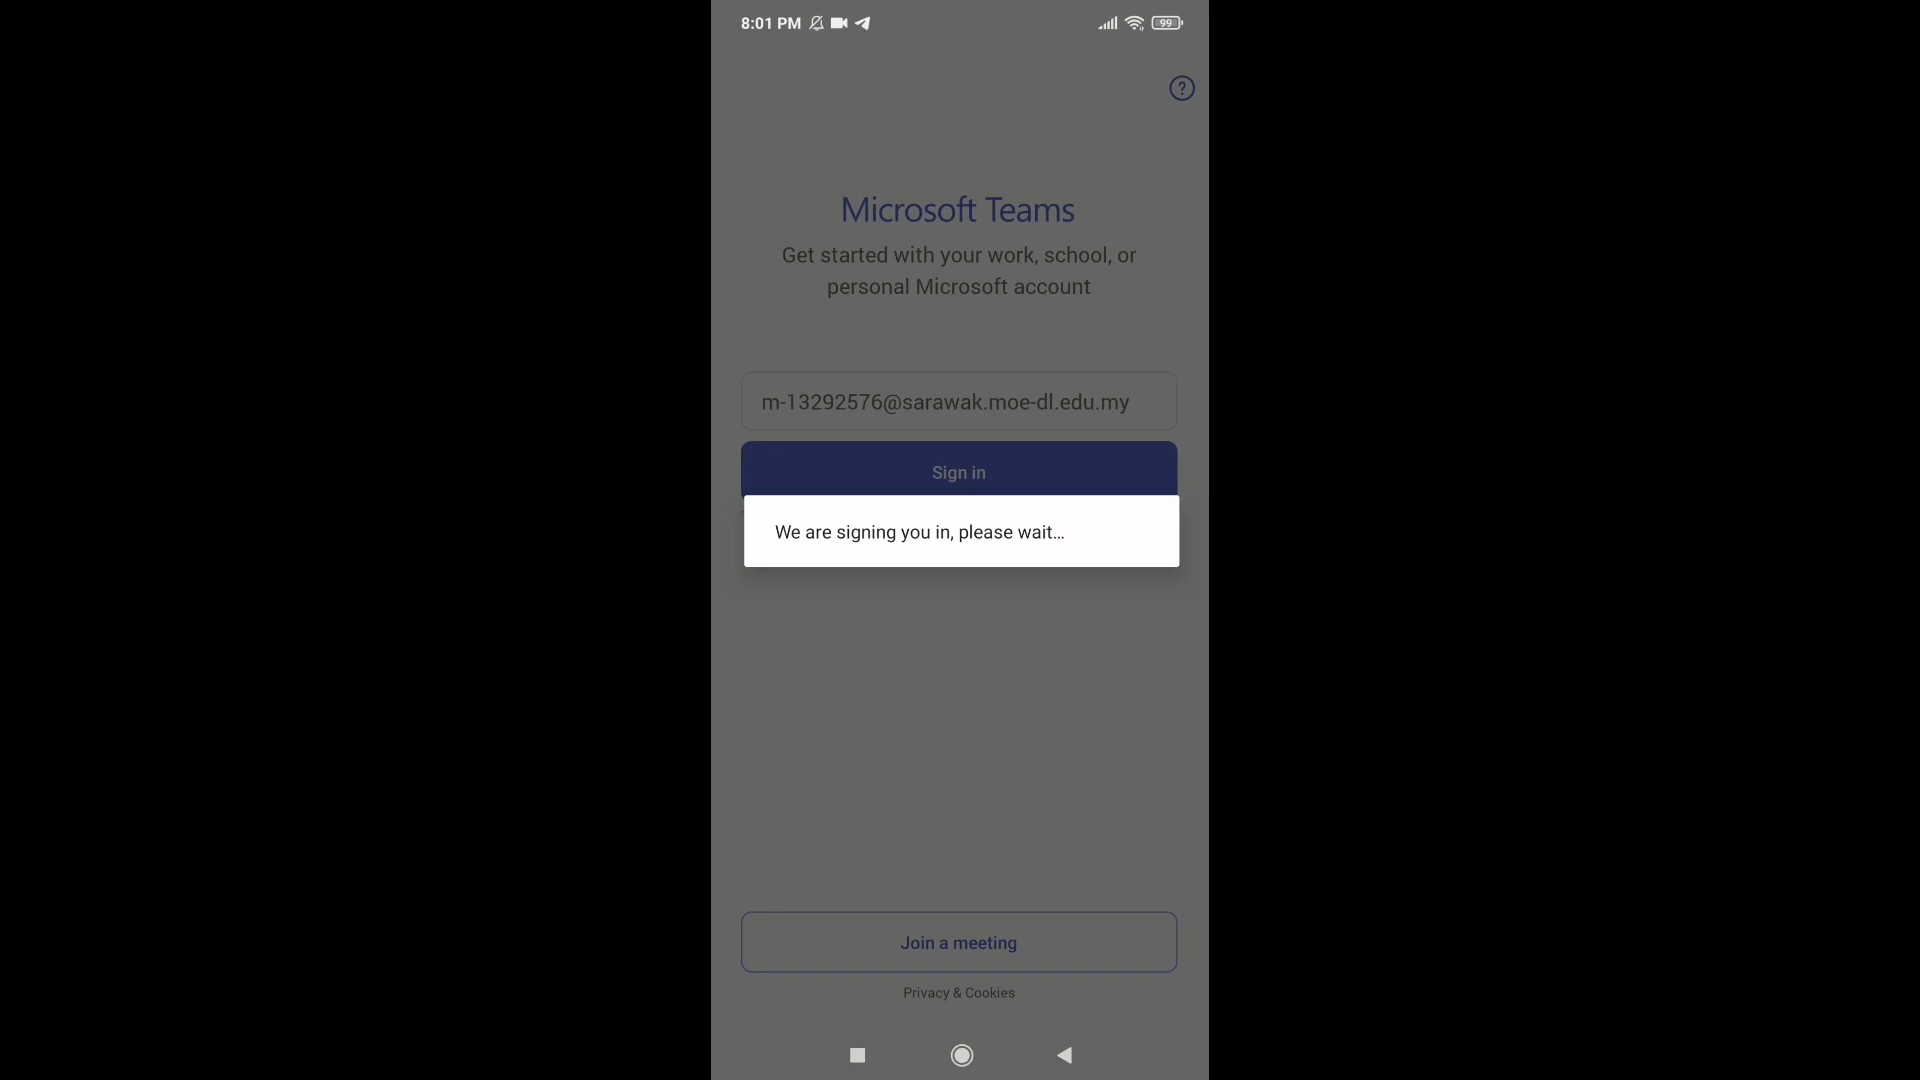 8:01 PM
99
?
Microsoft Teams
Get started with your work, school, or
personal Microsoft account
m-13292576@sarawak.moe-dl.edu.my
Sign in
We are signing you in, please wait...
Join a meeting
Privacy & Cookies